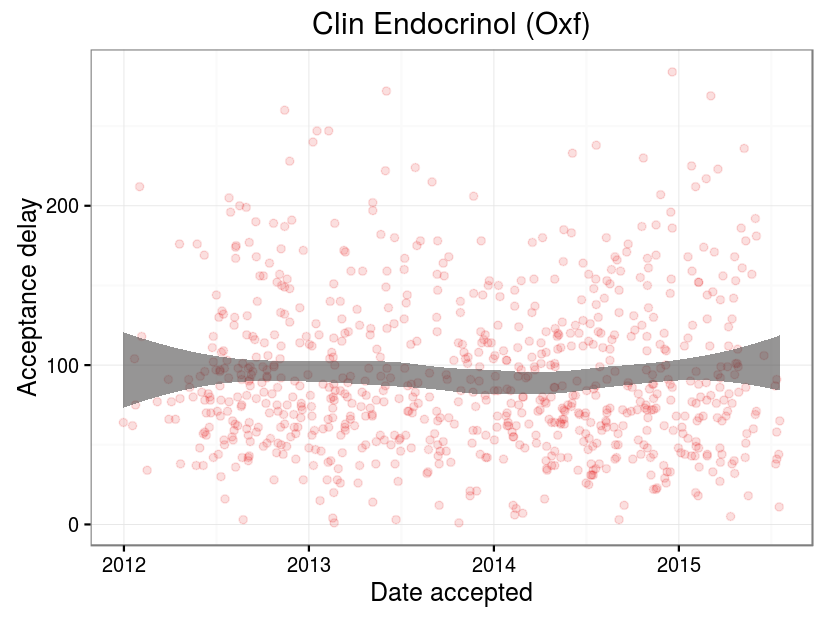 Clin Endocrinol (Oxf)
Acceptance delay
200
100
0
2012 2013 2014 2015
Date accepted